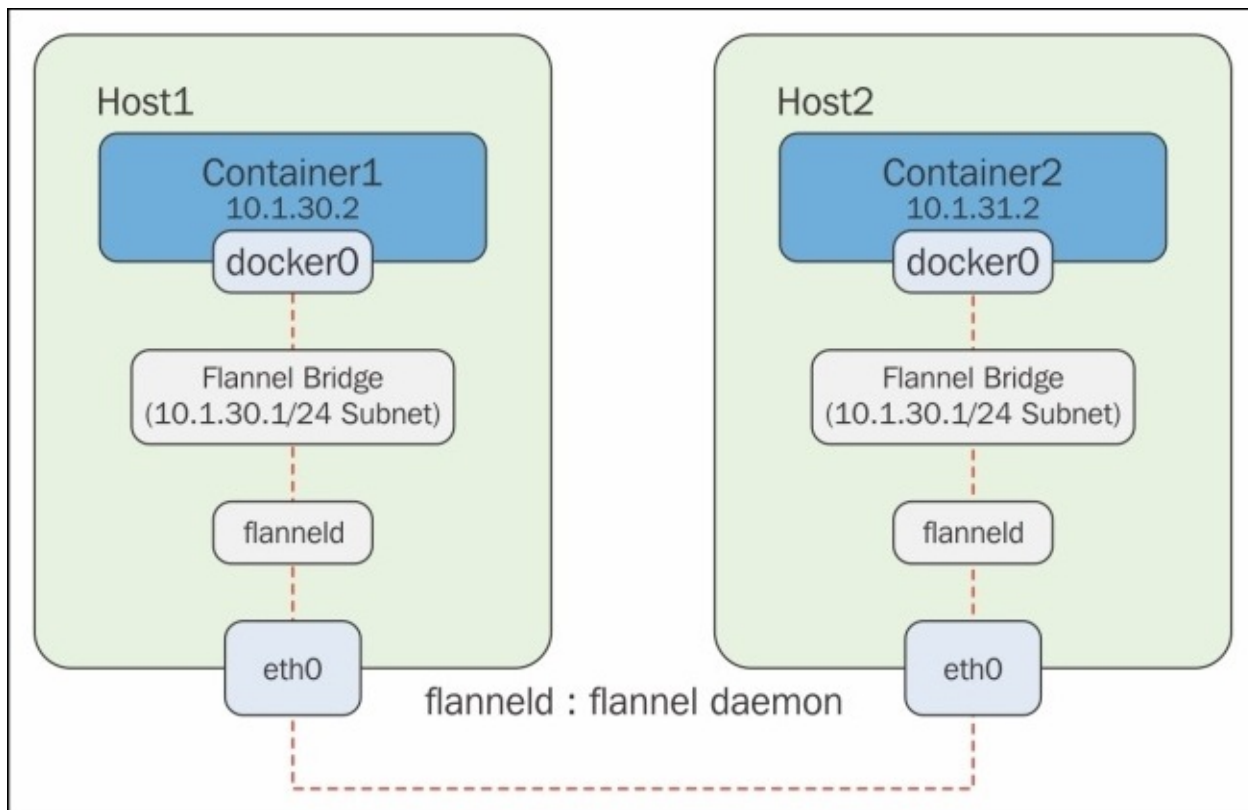 Host1
Container1
10.1.30.2
docker0
Flannel Bridge
(10.1.30.1/24 Subnet)
flanneld
eth0
Host2
Container2
10.1.31.2
docker0
Flannel Bridge
(10.1.30.1/24 Subnet)
flanneld
eth0
flanneld : flannel daemon